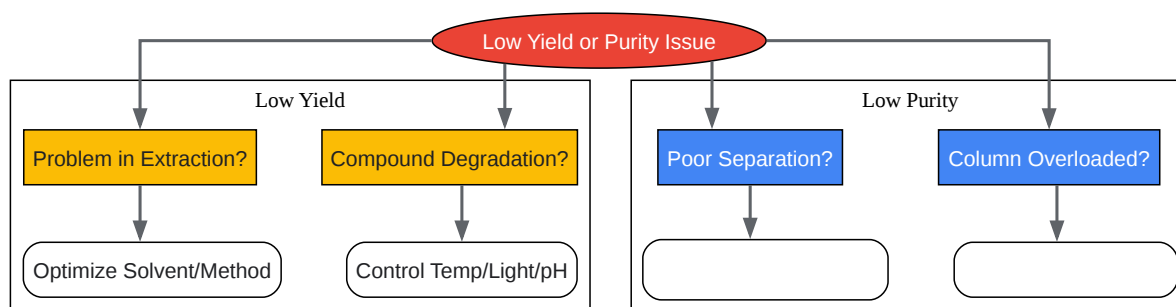 Low Yield or Purity Issue
Low Yield
Low Purity
Problem in Extraction?
Compound Degradation?
Poor Separation?
Column Overloaded?
Optimize Solvent/Method
Control Temp/Light/pH